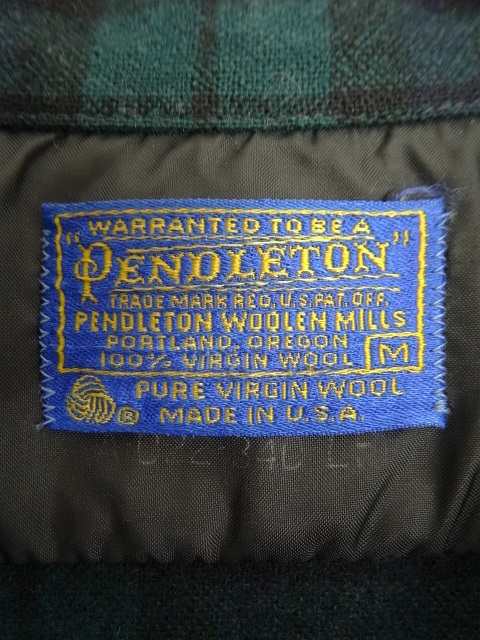 WARRANTED TO BE A
"PENDLETON"
TRADE MARK REG. U.S. PAT. OFF.
PENDLETON WOOLEN MILLS
PORTLAND, OREGON
100% VIRGIN WOOL M
PURE VIRGIN WOOL
® MADE IN U.S.A.